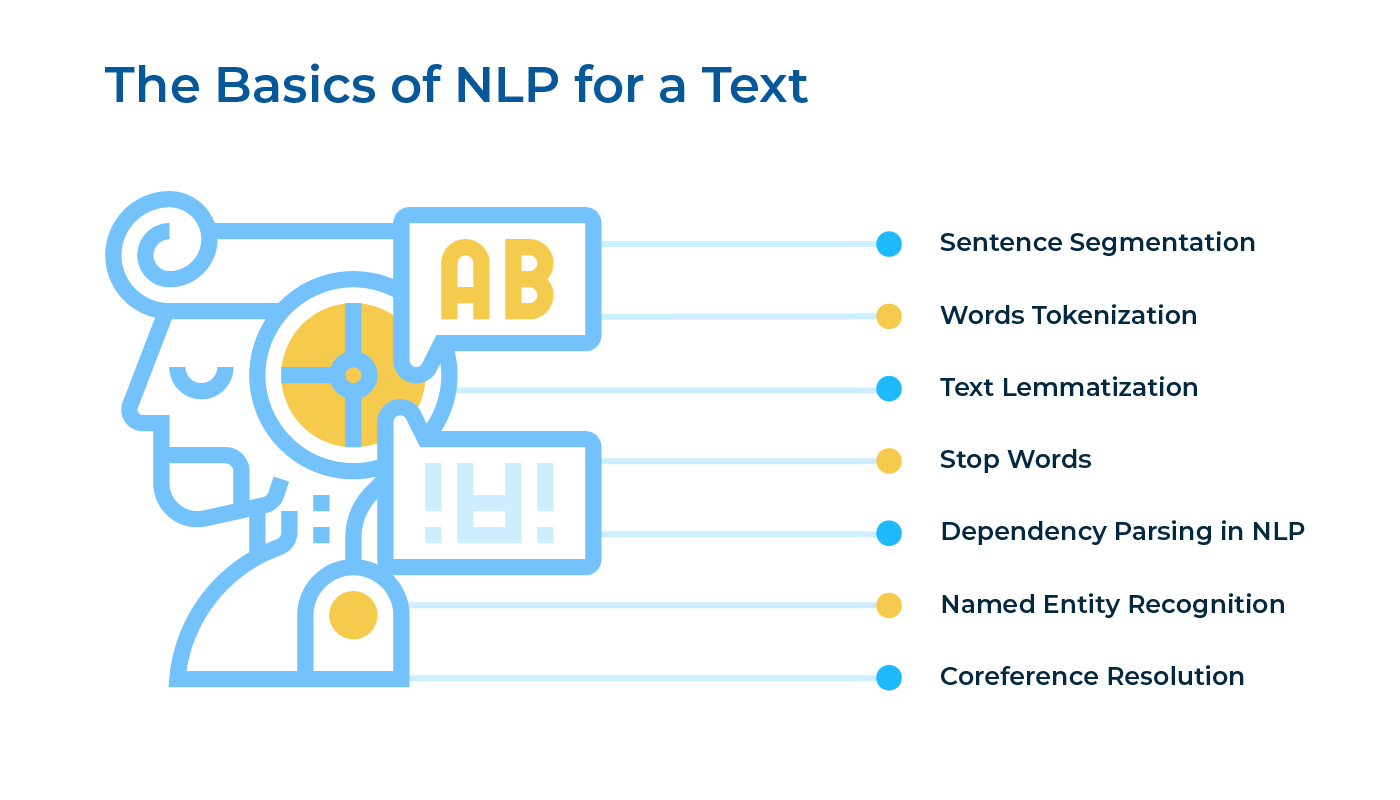 The Basics of NLP for a Text
AB
Sentence Segmentation
Words Tokenization
Text Lemmatization
Stop Words
Dependency Parsing in NLP
Named Entity Recognition
Coreference Resolution